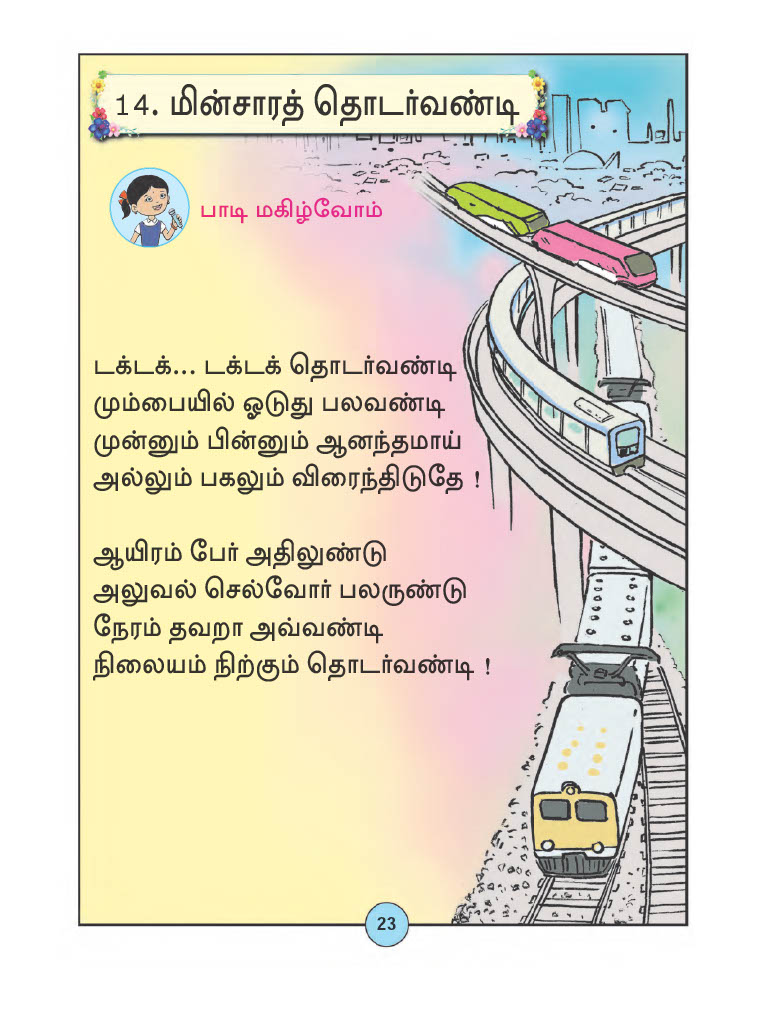 14. மின்சாரத் தொடர்வண்டி
பாடி மகிழ்வோம்
டக்டக்... டக்டக் தொடர்வண்டி
மும்பையில் ஓடுது பலவண்டி
முன்னும் பின்னும் ஆனந்தமாய்
அல்லும் பகலும் விரைந்திடுதே !
ஆயிரம் பேர் அதிலுண்டு
அலுவல் செல்வோர் பலருண்டு
நேரம் தவறா அவ்வண்டி
நிலையம் நிற்கும் தொடர்வண்டி !
23